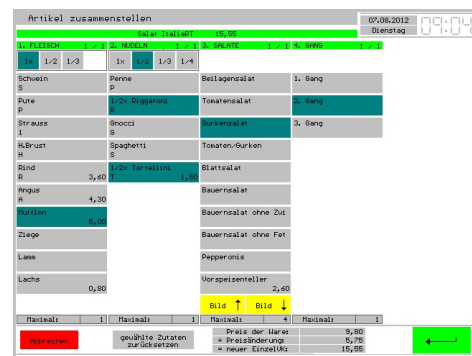 Artikel zusammenstellen
07.08.2012
Dienstag
Salat ItaliaRT 15,55
1. FLEISCH 1 / 1 2. NUDELN 1 / 1 3. SALATE 1 / 1 4. GANG 1 / 1
1x 1/2 1/3 1x 1/2 1/3 1/4
Schwein
S
Penne
P
Beilagensalat
1. Gang
Pute
P
1/2x Riggatoni
R
Tomatensalat
2. Gang
Strauss
1
Gnocci
G
Gurkensalat
3. Gang
H.Brust
H
Spaghetti
S
Tomaten/Gurken
Rind
R 3,60
1/2x Tortellini
T 1,50
Blattsalat
Angus
A 4,30
Bauernsalat
Mufflon
5,00
Bauernsalat ohne Zwi
Ziege
Bauernsalat ohne Fet
Lamm
Pepperonis
Lachs
0,80
Vorspeisenteller
2,60
Bild ↑ Bild ↓
Maximal: 1 Maximal: 1 Maximal: 4 Maximal: 1
Abbrechen
gewählte Zutaten
zurücksetzen
Preis der Ware: 9,80
+ Preisänderung: 5,75
= neuer EinzelVK: 15,55